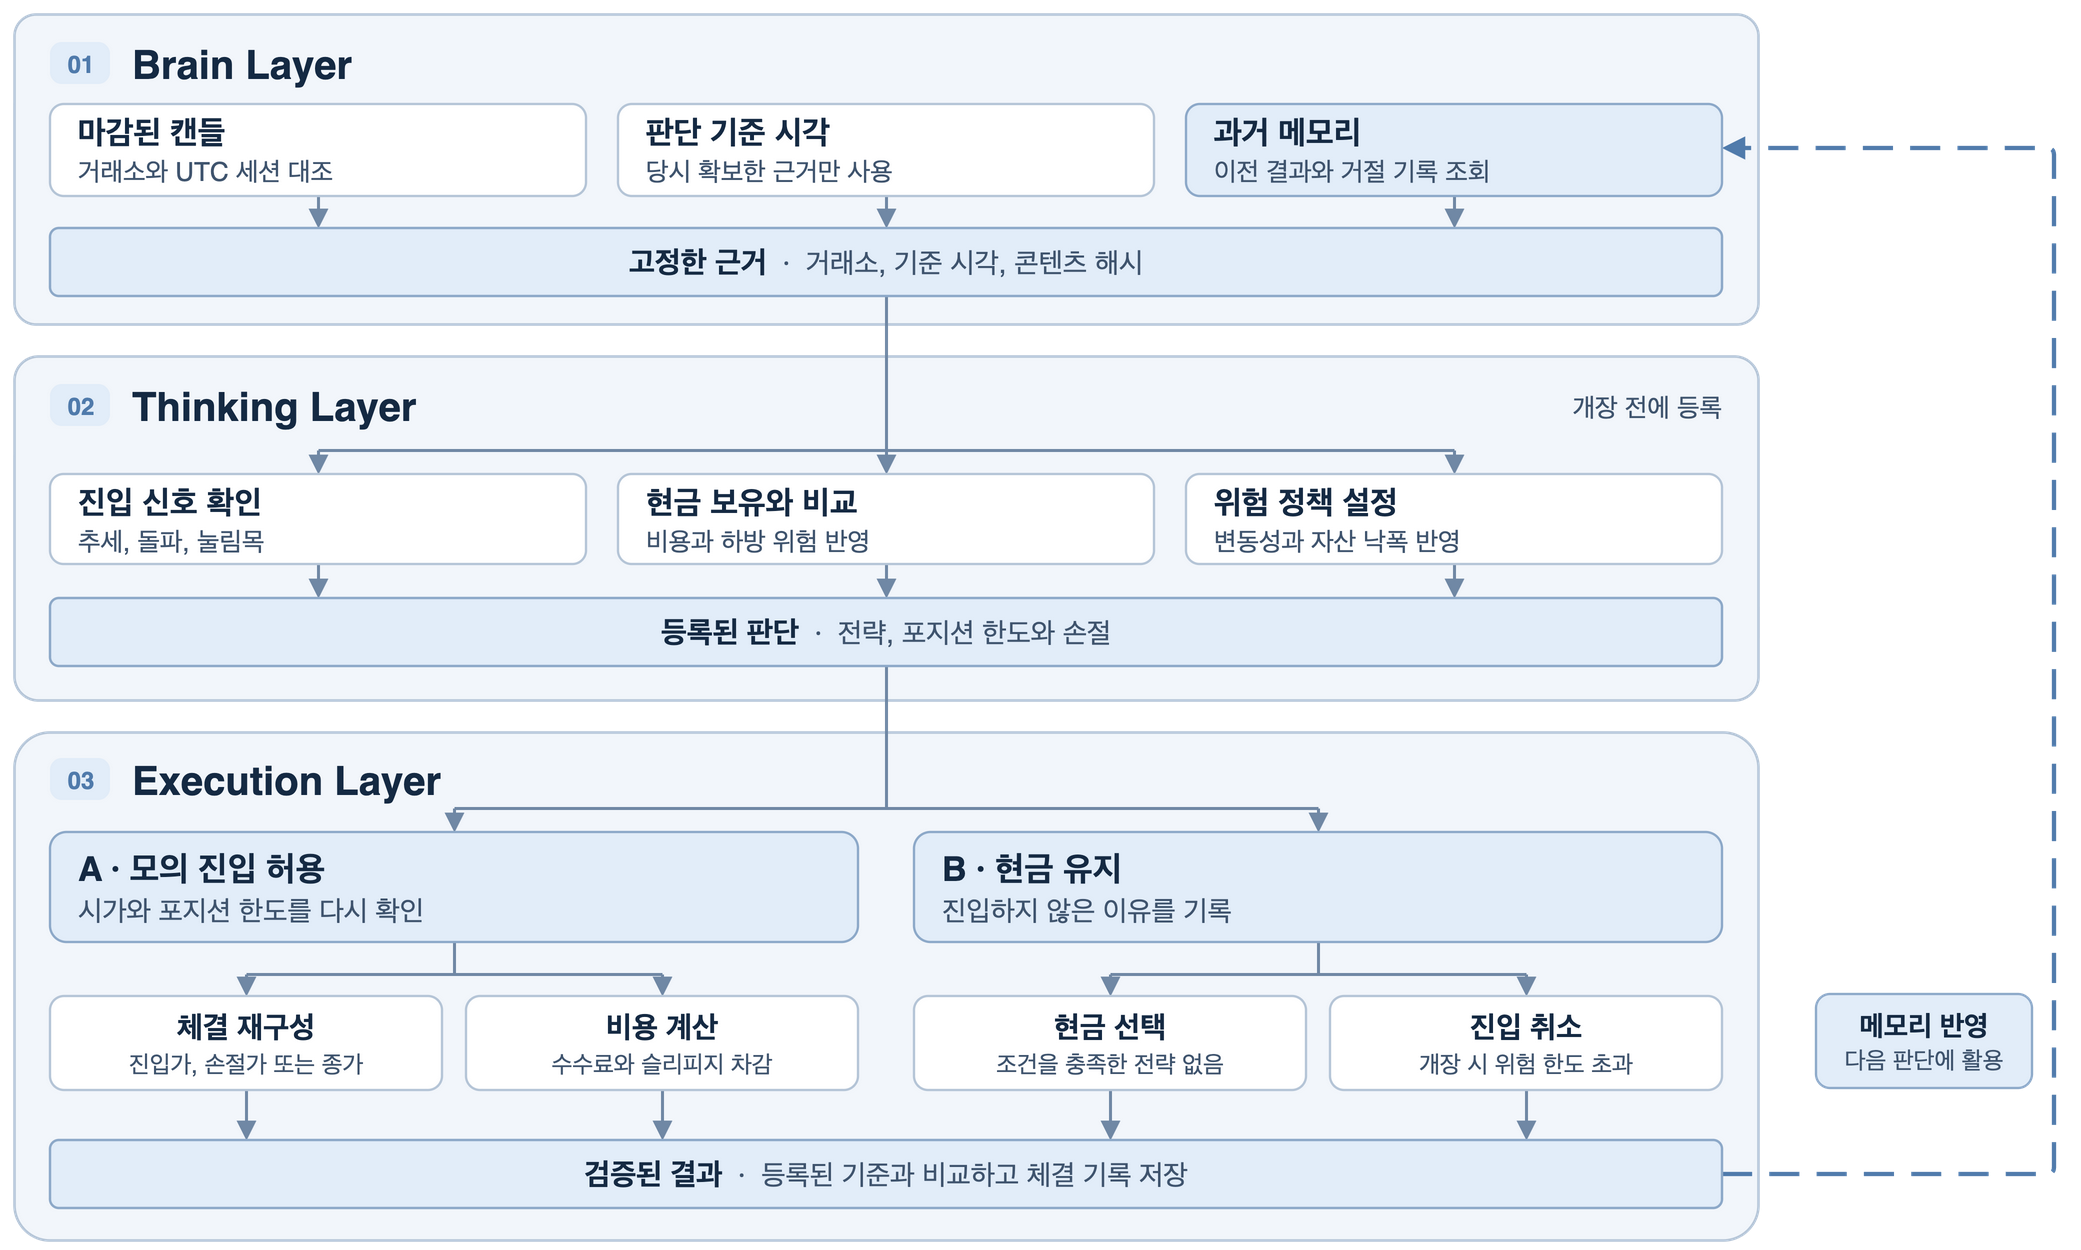 01 Brain Layer
마감된 캔들
거래소와 UTC 세션 대조
판단 기준 시각
당시 확보한 근거만 사용
과거 메모리
이전 결과와 거절 기록 조회
고정한 근거 · 거래소, 기준 시각, 콘텐츠 해시
02 Thinking Layer
개장 전에 등록
진입 신호 확인
추세, 돌파, 눌림목
현금 보유와 비교
비용과 하방 위험 반영
위험 정책 설정
변동성과 자산 낙폭 반영
등록된 판단 · 전략, 포지션 한도와 손절
03 Execution Layer
A · 모의 진입 허용
시가와 포지션 한도를 다시 확인
B · 현금 유지
진입하지 않은 이유를 기록
체결 재구성
진입가, 손절가 또는 종가
비용 계산
수수료와 슬리피지 차감
현금 선택
조건을 충족한 전략 없음
진입 취소
개장 시 위험 한도 초과
메모리 반영
다음 판단에 활용
검증된 결과 · 등록된 기준과 비교하고 체결 기록 저장